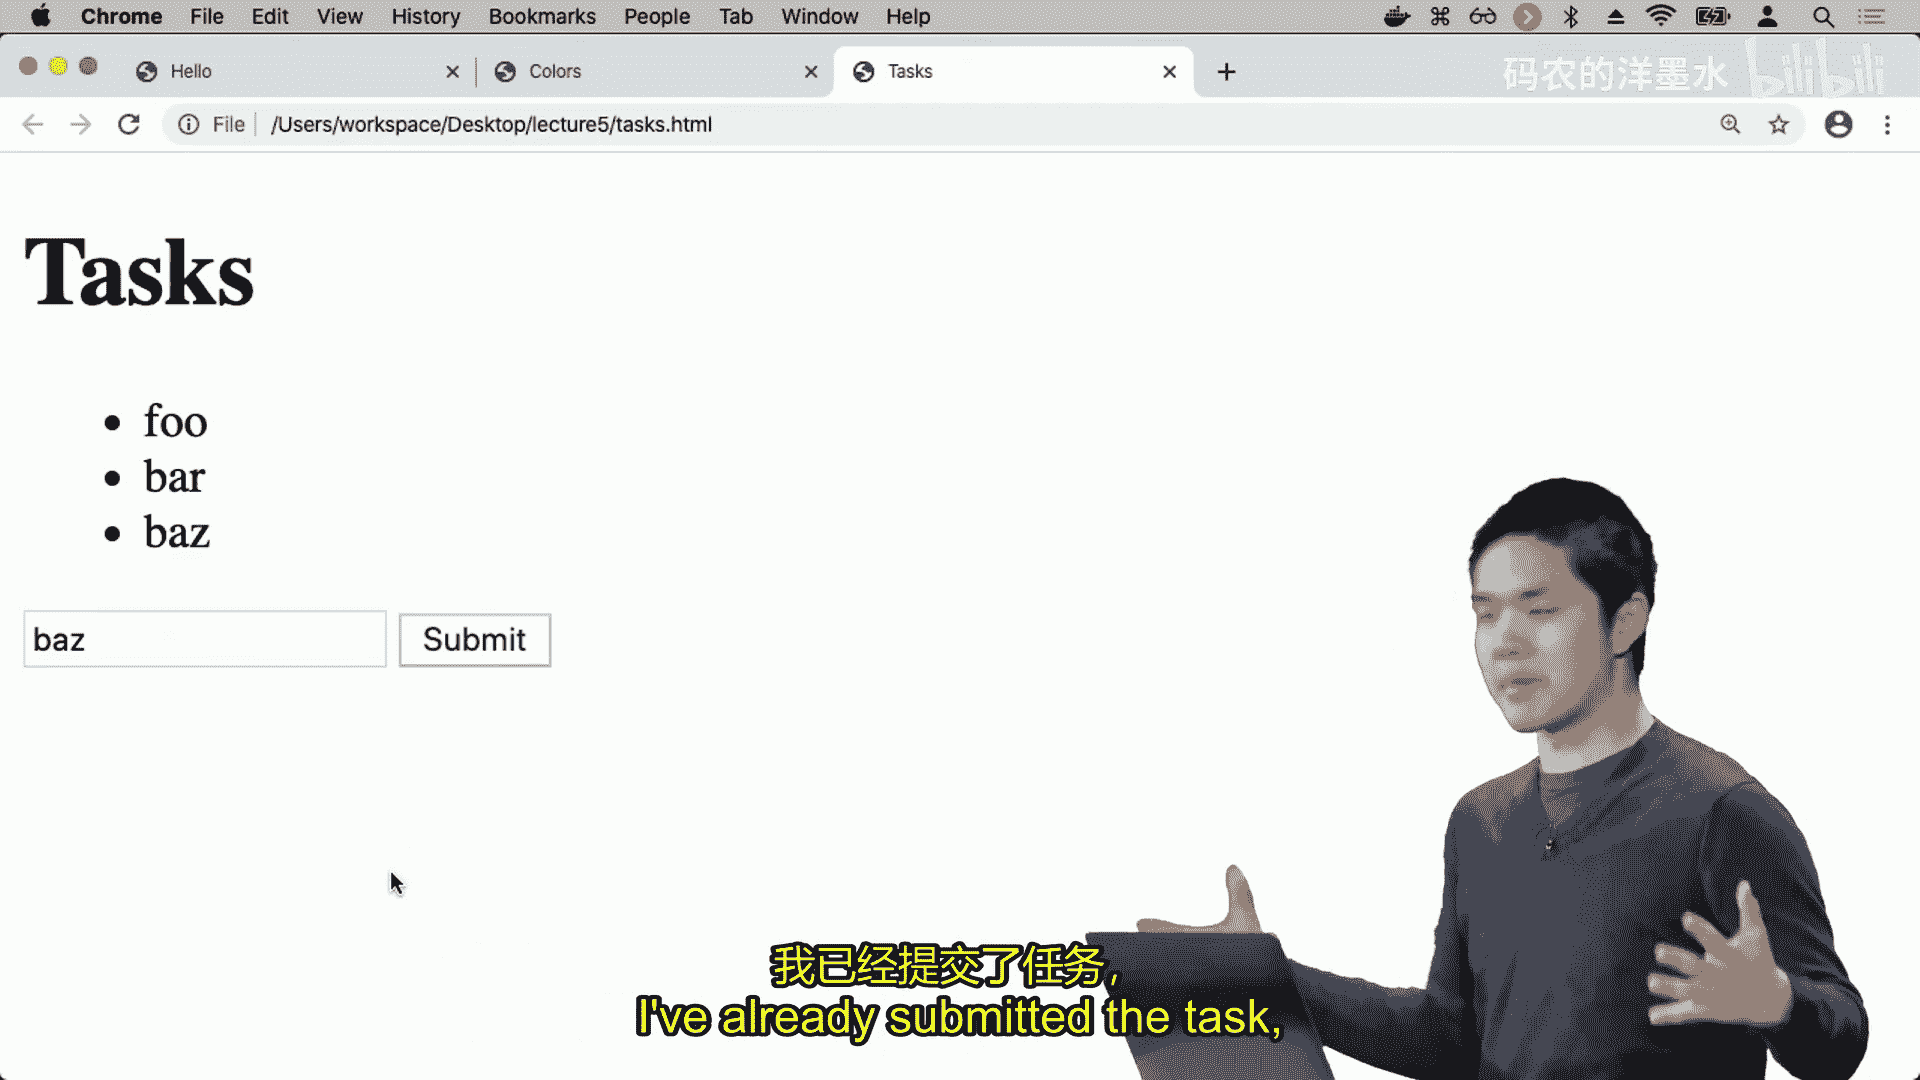 Chrome File Edit View History Bookmarks People Tab Window Help
Hello
Colors
Tasks
码农的洋墨水 bilibili
File /Users/workspace/Desktop/lecture5/tasks.html
Tasks
foo
bar
baz
baz
Submit
我已经提交了任务,
I've already submitted the task,